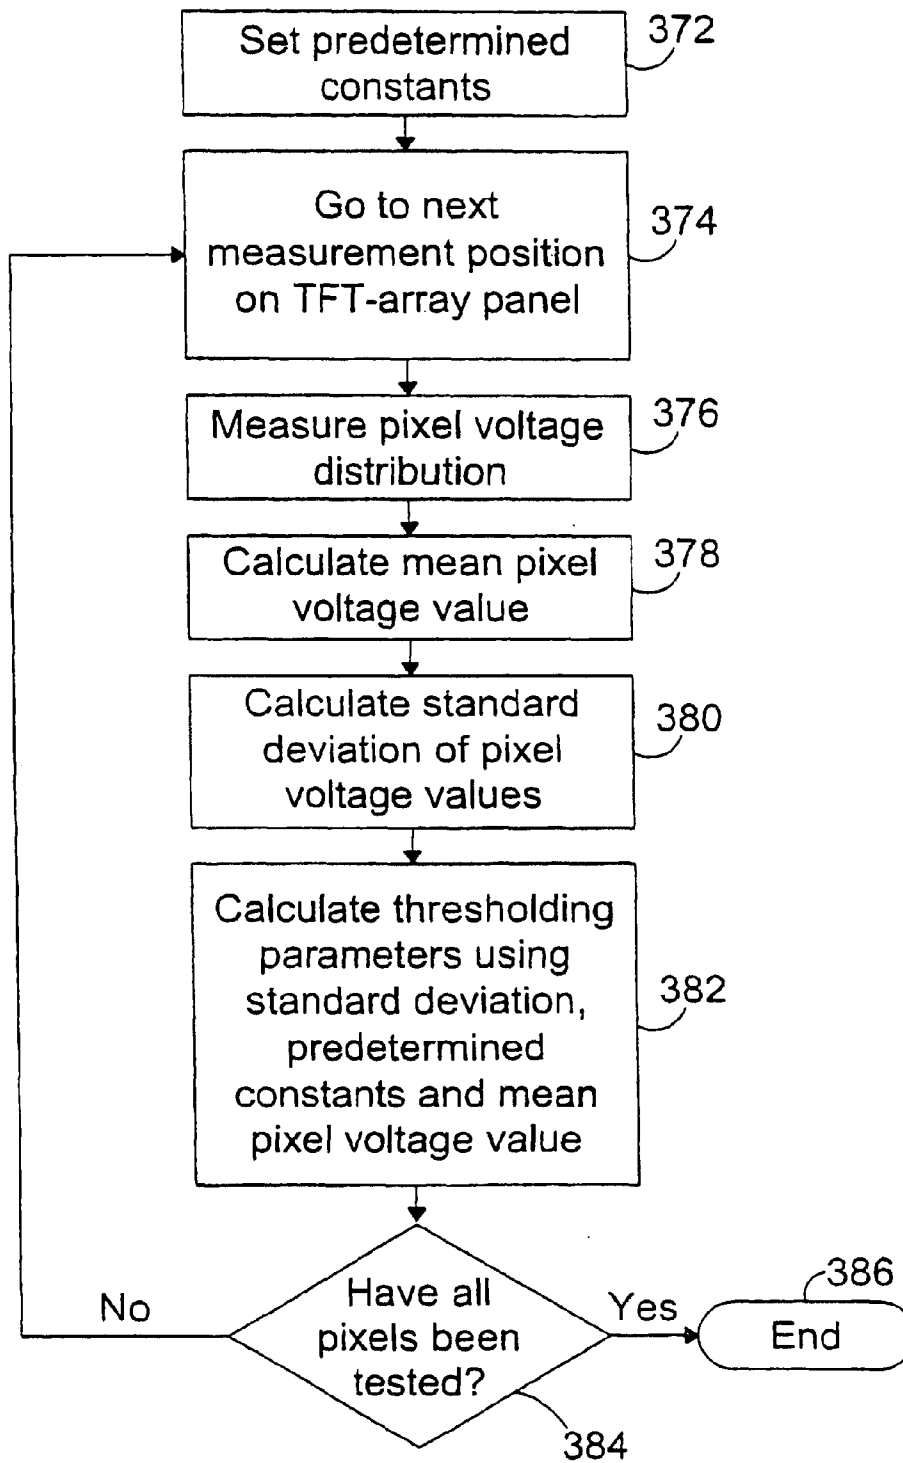 Set predetermined
constants
372
Go to next
measurement position
on TFT-array panel
374
Measure pixel voltage
distribution
376
Calculate mean pixel
voltage value
378
Calculate standard
deviation of pixel
voltage values
380
Calculate thresholding
parameters using
standard deviation,
predetermined
constants and mean
pixel voltage value
382
Have all
pixels been
tested?
384
No
Yes
End
386